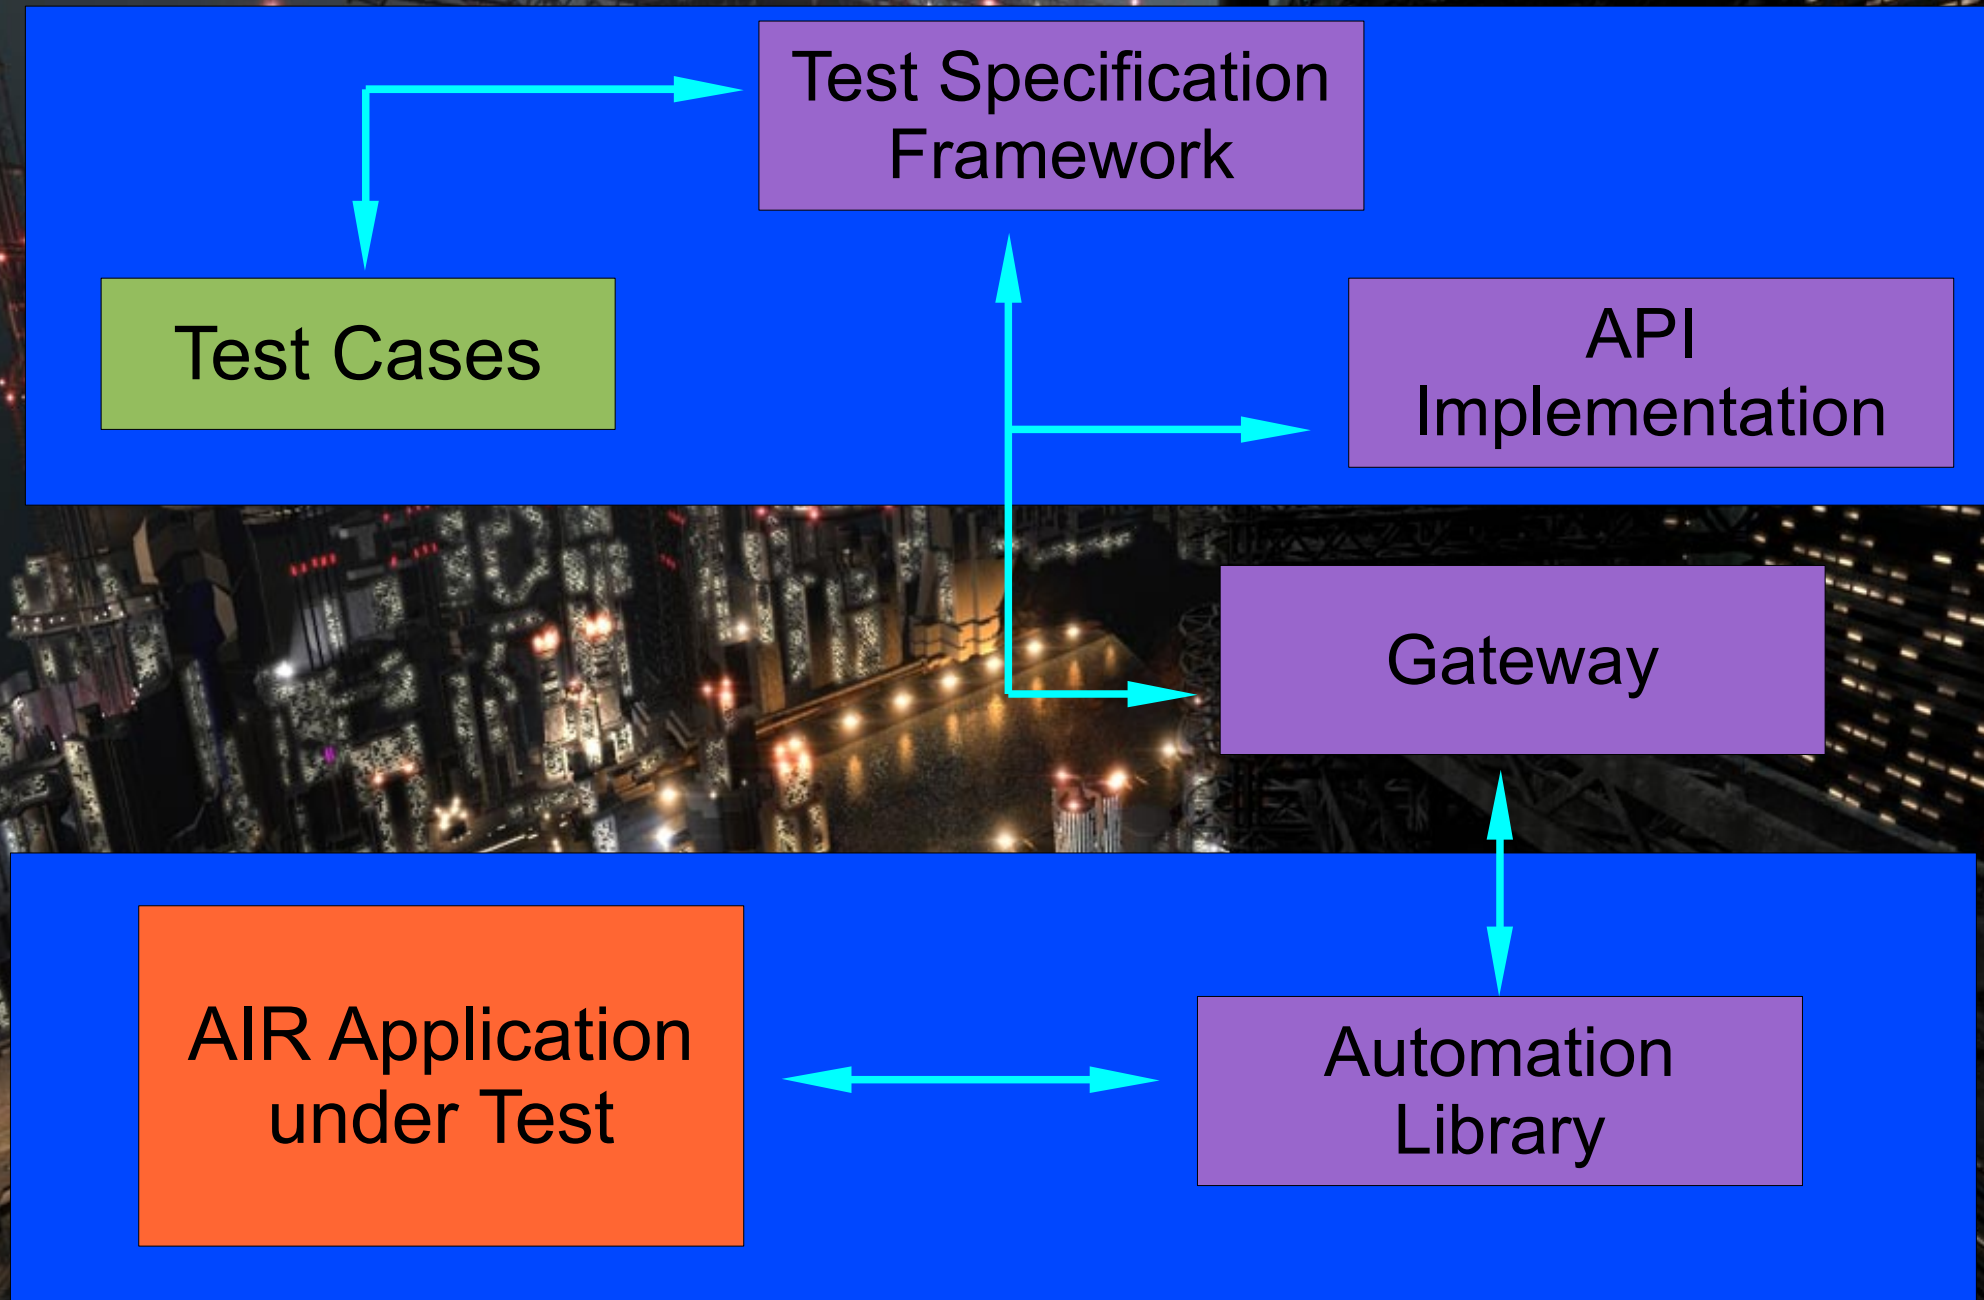 Test Specification
Framework
Test Cases
API
Implementation
Gateway
AIR Application
under Test
Automation
Library